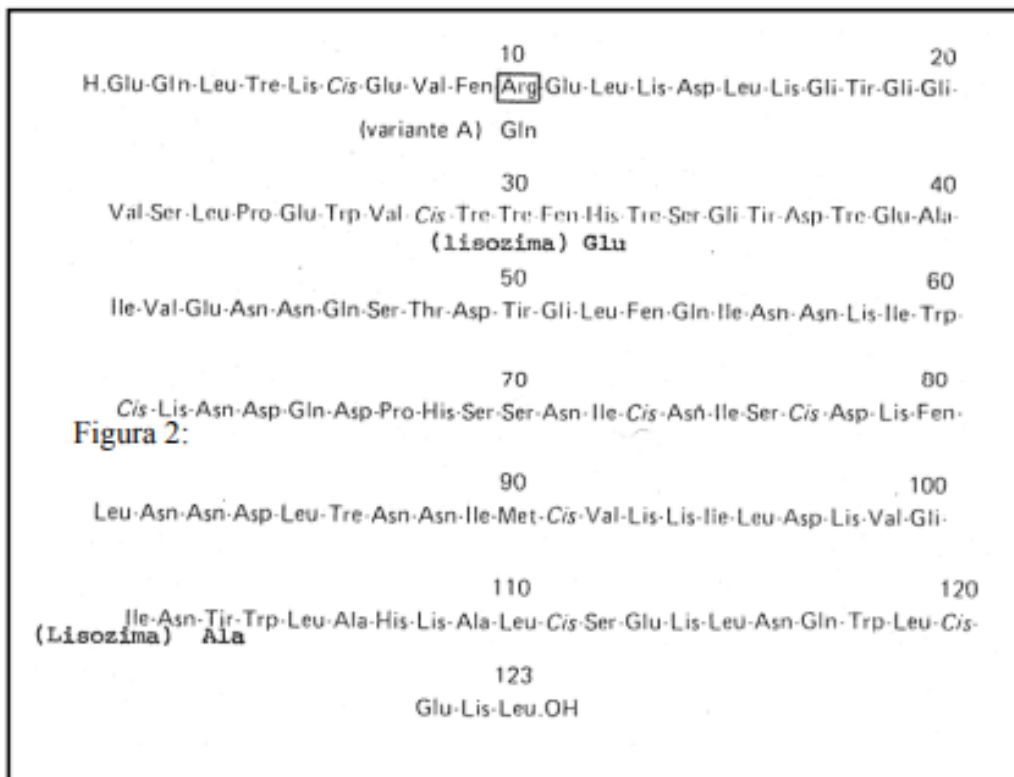 10 20
H.Glu-Gln-Leu-Tre-Lis-Cis-Glu-Val-Fen-Arg-Glu-Leu-Lis-Asp-Leu-Lis-Gli-Tir-Gli-Gli-
(variante A) Gln
30 40
Val-Ser-Leu-Pro-Glu-Trp-Val-Cis-Tre-Tre-Fen-His-Tre-Ser-Gli-Tir-Asp-Tre-Glu-Ala-
(lisozima) Glu
50 60
Ile-Val-Glu-Asn-Asn-Gln-Ser-Thr-Asp-Tir-Gli-Leu-Fen-Gln-Ile-Asn-Asn-Lis-Ile-Trp-
70 80
Cis-Lis-Asn-Asp-Gln-Asp-Pro-His-Ser-Ser-Asn-Ile-Cis-Asn-Ile-Ser-Cis-Asp-Lis-Fen-
Figura 2:
90 100
Leu-Asn-Asn-Asp-Leu-Tre-Asn-Asn-Ile-Met-Cis-Val-Lis-Lis-Ile-Leu-Asp-Lis-Val-Gli-
110 120
Ile-Asn-Tir-Trp-Leu-Ala-His-Lis-Ala-Leu-Cis-Ser-Glu-Lis-Leu-Asn-Gln-Trp-Leu-Cis-
(Lisozima) Ala
123
Glu-Lis-Leu.OH